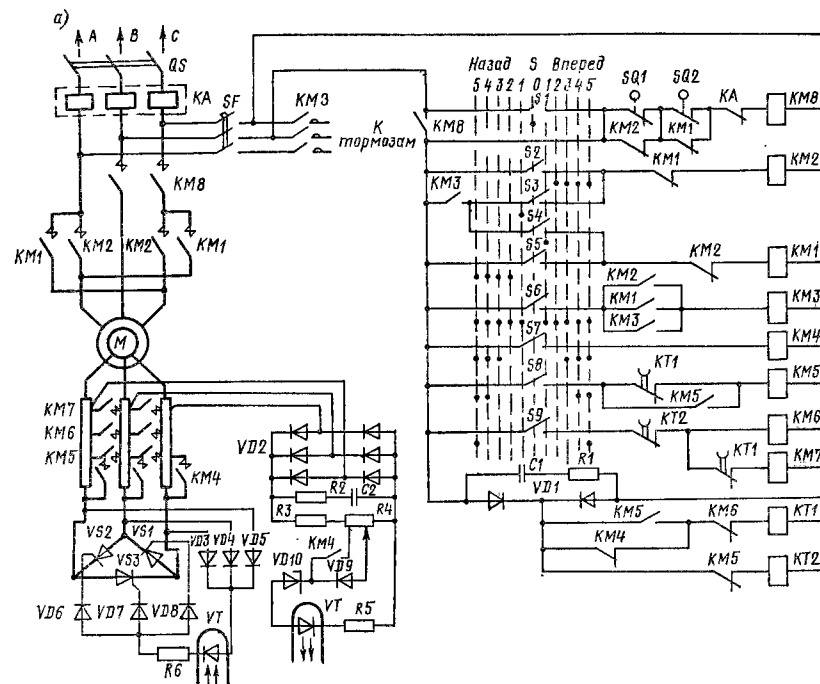 а)
A B C
QS
KA
SF
KM3
К
тормозам
KM8
KM1 KM2 KM2 KM1
M
KM7
KM6
KM5
KM4
VS2 VS1
VS3
VD3 VD4 VD5
VD6 VD7 VD8 VT
R6
VD2
R2 C2
R3 R4
KM4
VD10 VD9
VT R5
Назад S Вперед
5 4 3 2 1 0 1 2 3 4 5
S1 SQ1 SQ2 KA KM8
KM8 KM2 KM1
S2 KM1 KM2
KM3 S3
S4
S5 KM2 KM1
KM2
S6 KM1 KM3
KM3
S7 KM4
S8 KT1 KM5
KM5
S9 KT2 KM6
KT1 KM7
C1 R1
VD1
KM5 KM6 KT1
KM4
KM5 KT2